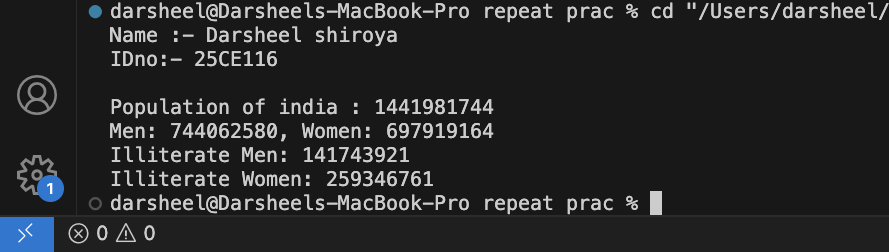 darsheel@Darsheels-MacBook-Pro repeat prac % cd "/Users/darsheel/
Name :- Darsheel shiroya
IDno:- 25CE116
Population of india : 1441981744
Men: 744062580, Women: 697919164
Illiterate Men: 141743921
Illiterate Women: 259346761
darsheel@Darsheels-MacBook-Pro repeat prac %
1
0 0